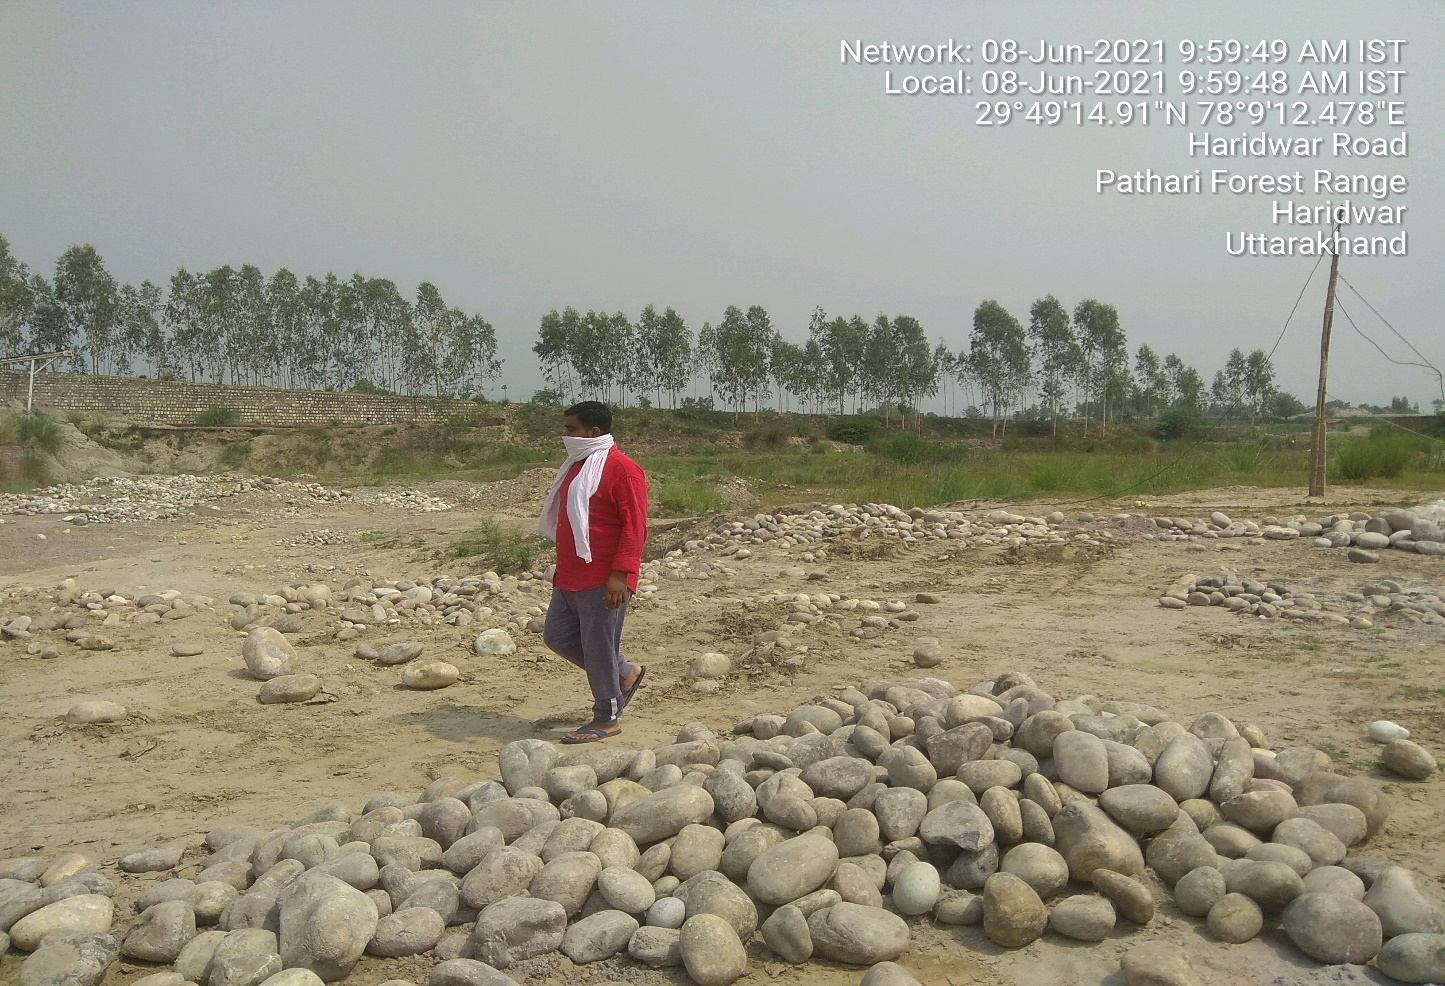 Network: 08-Jun-2021 9:59:49 AM IST
Local: 08-Jun-2021 9:59:48 AM IST
29°49'14.91"N 78°9'12.478"E
Haridwar Road
Pathari Forest Range
Haridwar
Uttarakhand